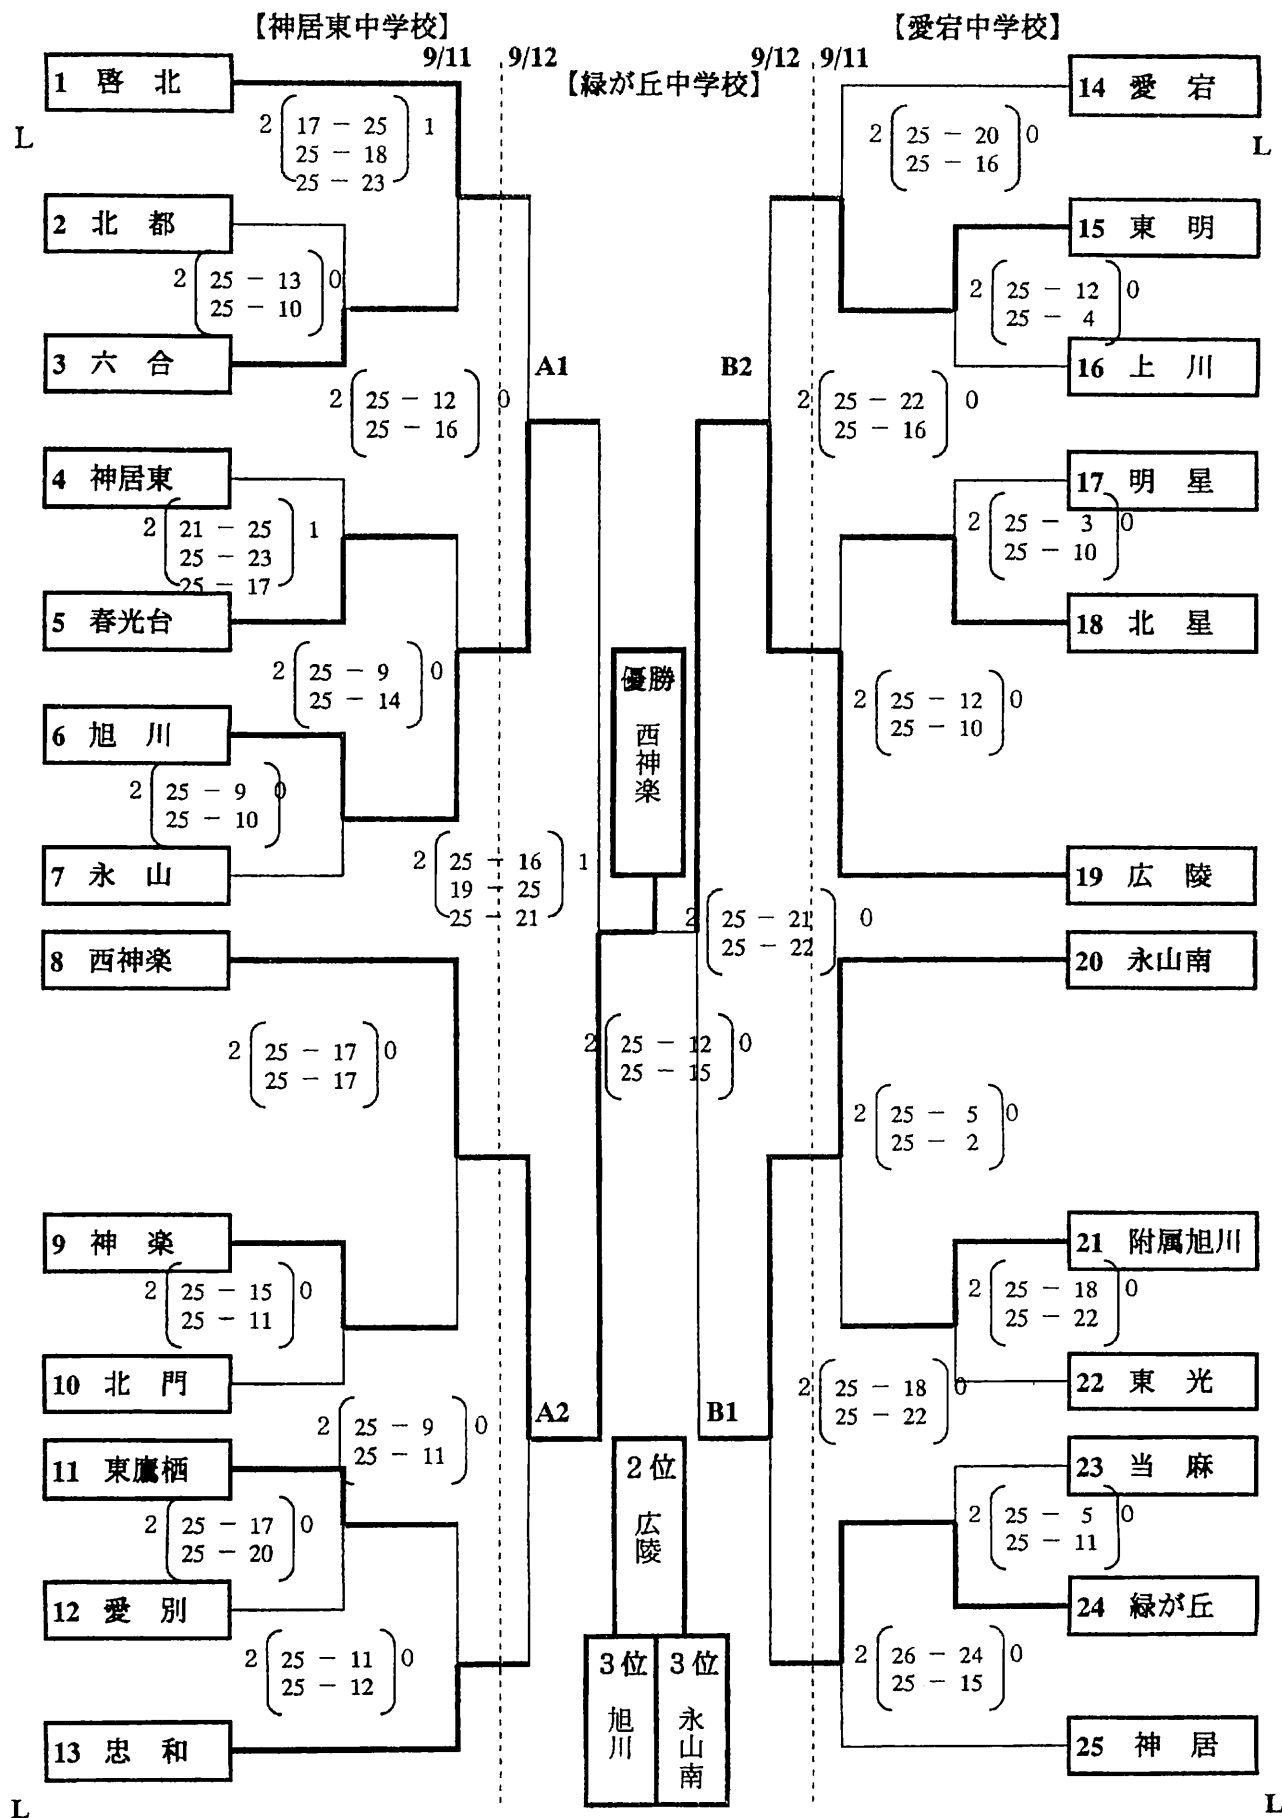 【神居東中学校】
【愛宕中学校】
9/11 9/12
9/12 9/11
【緑が丘中学校】
1 啓 北
2 17 － 25 1
25 － 18
25 － 23
L
2 北 都
2 25 － 13 0
25 － 10
3 六 合
A1
2 25 － 12 0
25 － 16
4 神居東
2 21 － 25 1
25 － 23
25 － 17
5 春光台
2 25 － 9 0
25 － 14
6 旭 川
2 25 － 9 0
25 － 10
7 永 山
2 25 － 16 1
19 － 25
25 － 21
8 西神楽
2 25 － 17 0
25 － 17
9 神 楽
2 25 － 15 0
25 － 11
10 北 門
A2
2 25 － 9 0
25 － 11
11 東鷹栖
2 25 － 17 0
25 － 20
12 愛 別
2 25 － 11 0
25 － 12
13 忠 和
L
優勝
西神楽
2 25 － 12 0
25 － 15
2位
広陵
3位
旭川
3位
永山南
14 愛 宕
2 25 － 20 0
25 － 16
L
15 東 明
2 25 － 12 0
25 － 4
16 上 川
B2
2 25 － 22 0
25 － 16
17 明 星
2 25 － 3 0
25 － 10
18 北 星
2 25 － 12 0
25 － 10
19 広 陵
2 25 － 21 0
25 － 22
20 永山南
2 25 － 5 0
25 － 2
21 附属旭川
2 25 － 18 0
25 － 22
22 東 光
B1
2 25 － 18 0
25 － 22
23 当 麻
2 25 － 5 0
25 － 11
24 緑が丘
2 26 － 24 0
25 － 15
25 神 居
L